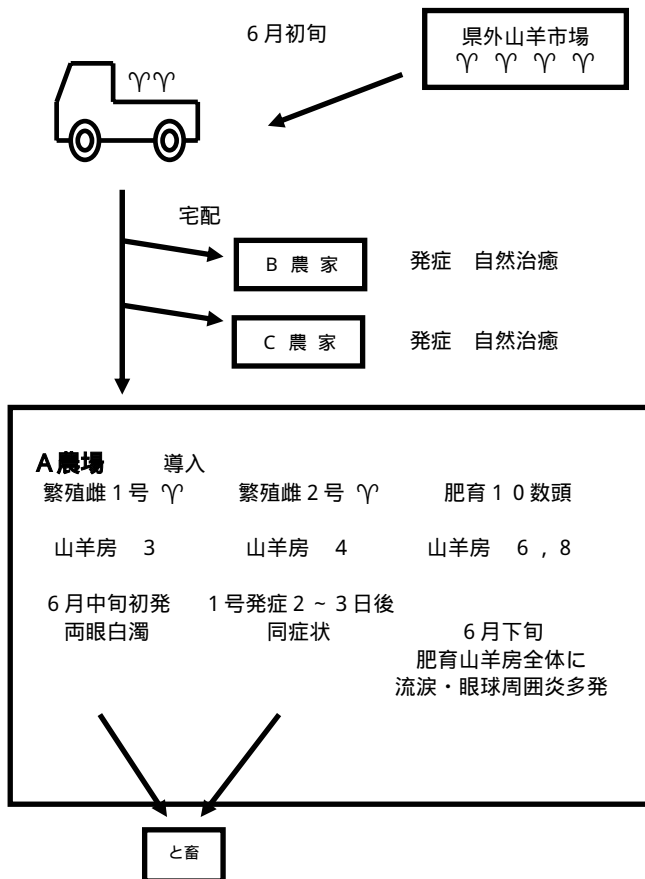 6月初旬
県外山羊市場
♈ ♈ ♈ ♈
♈♈
宅配
B 農 家
発症 自然治癒
C 農 家
発症 自然治癒
A農場 導入
繁殖雌1号 ♈ 繁殖雌2号 ♈ 肥育10数頭
山羊房 3 山羊房 4 山羊房 6，8
6月中旬初発
両眼白濁
1号発症2～3日後
同症状
6月下旬
肥育山羊房全体に
流涙・眼球周囲炎多発
と畜